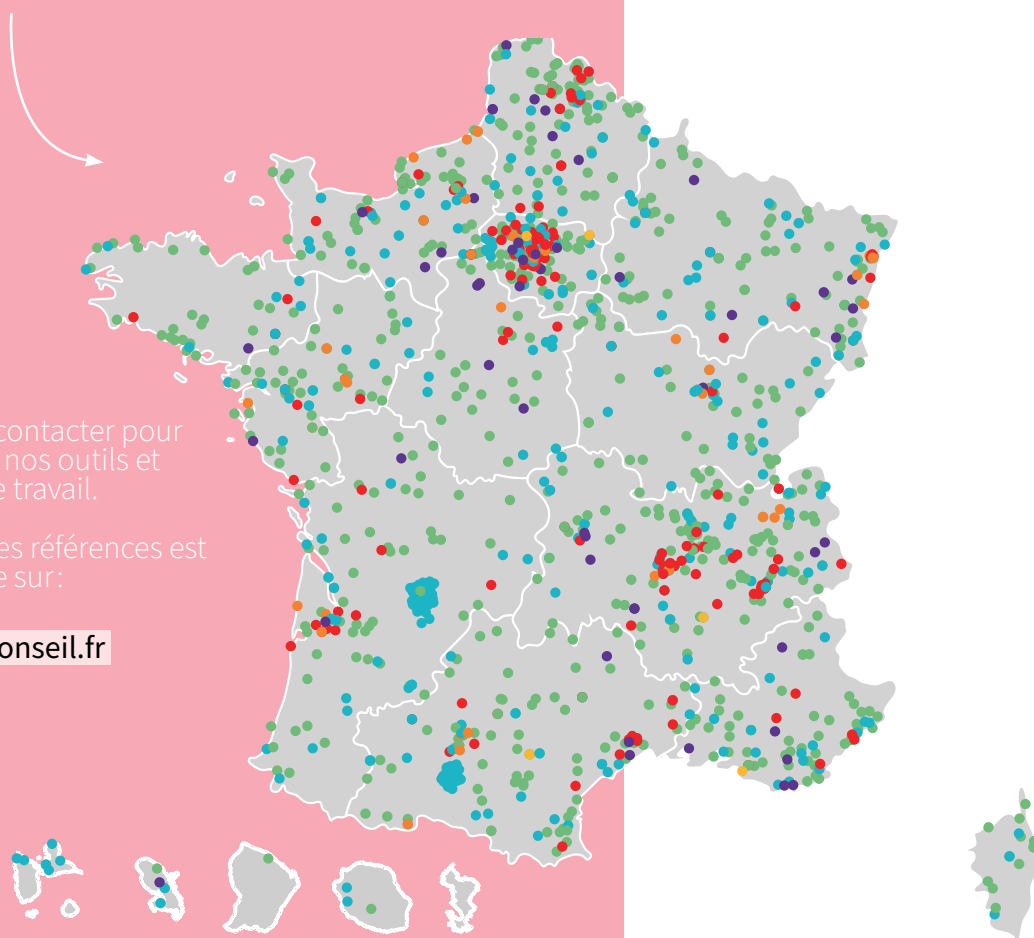 contacter pour
nos outils et
e travail.
es références est
e sur :
onseil.fr